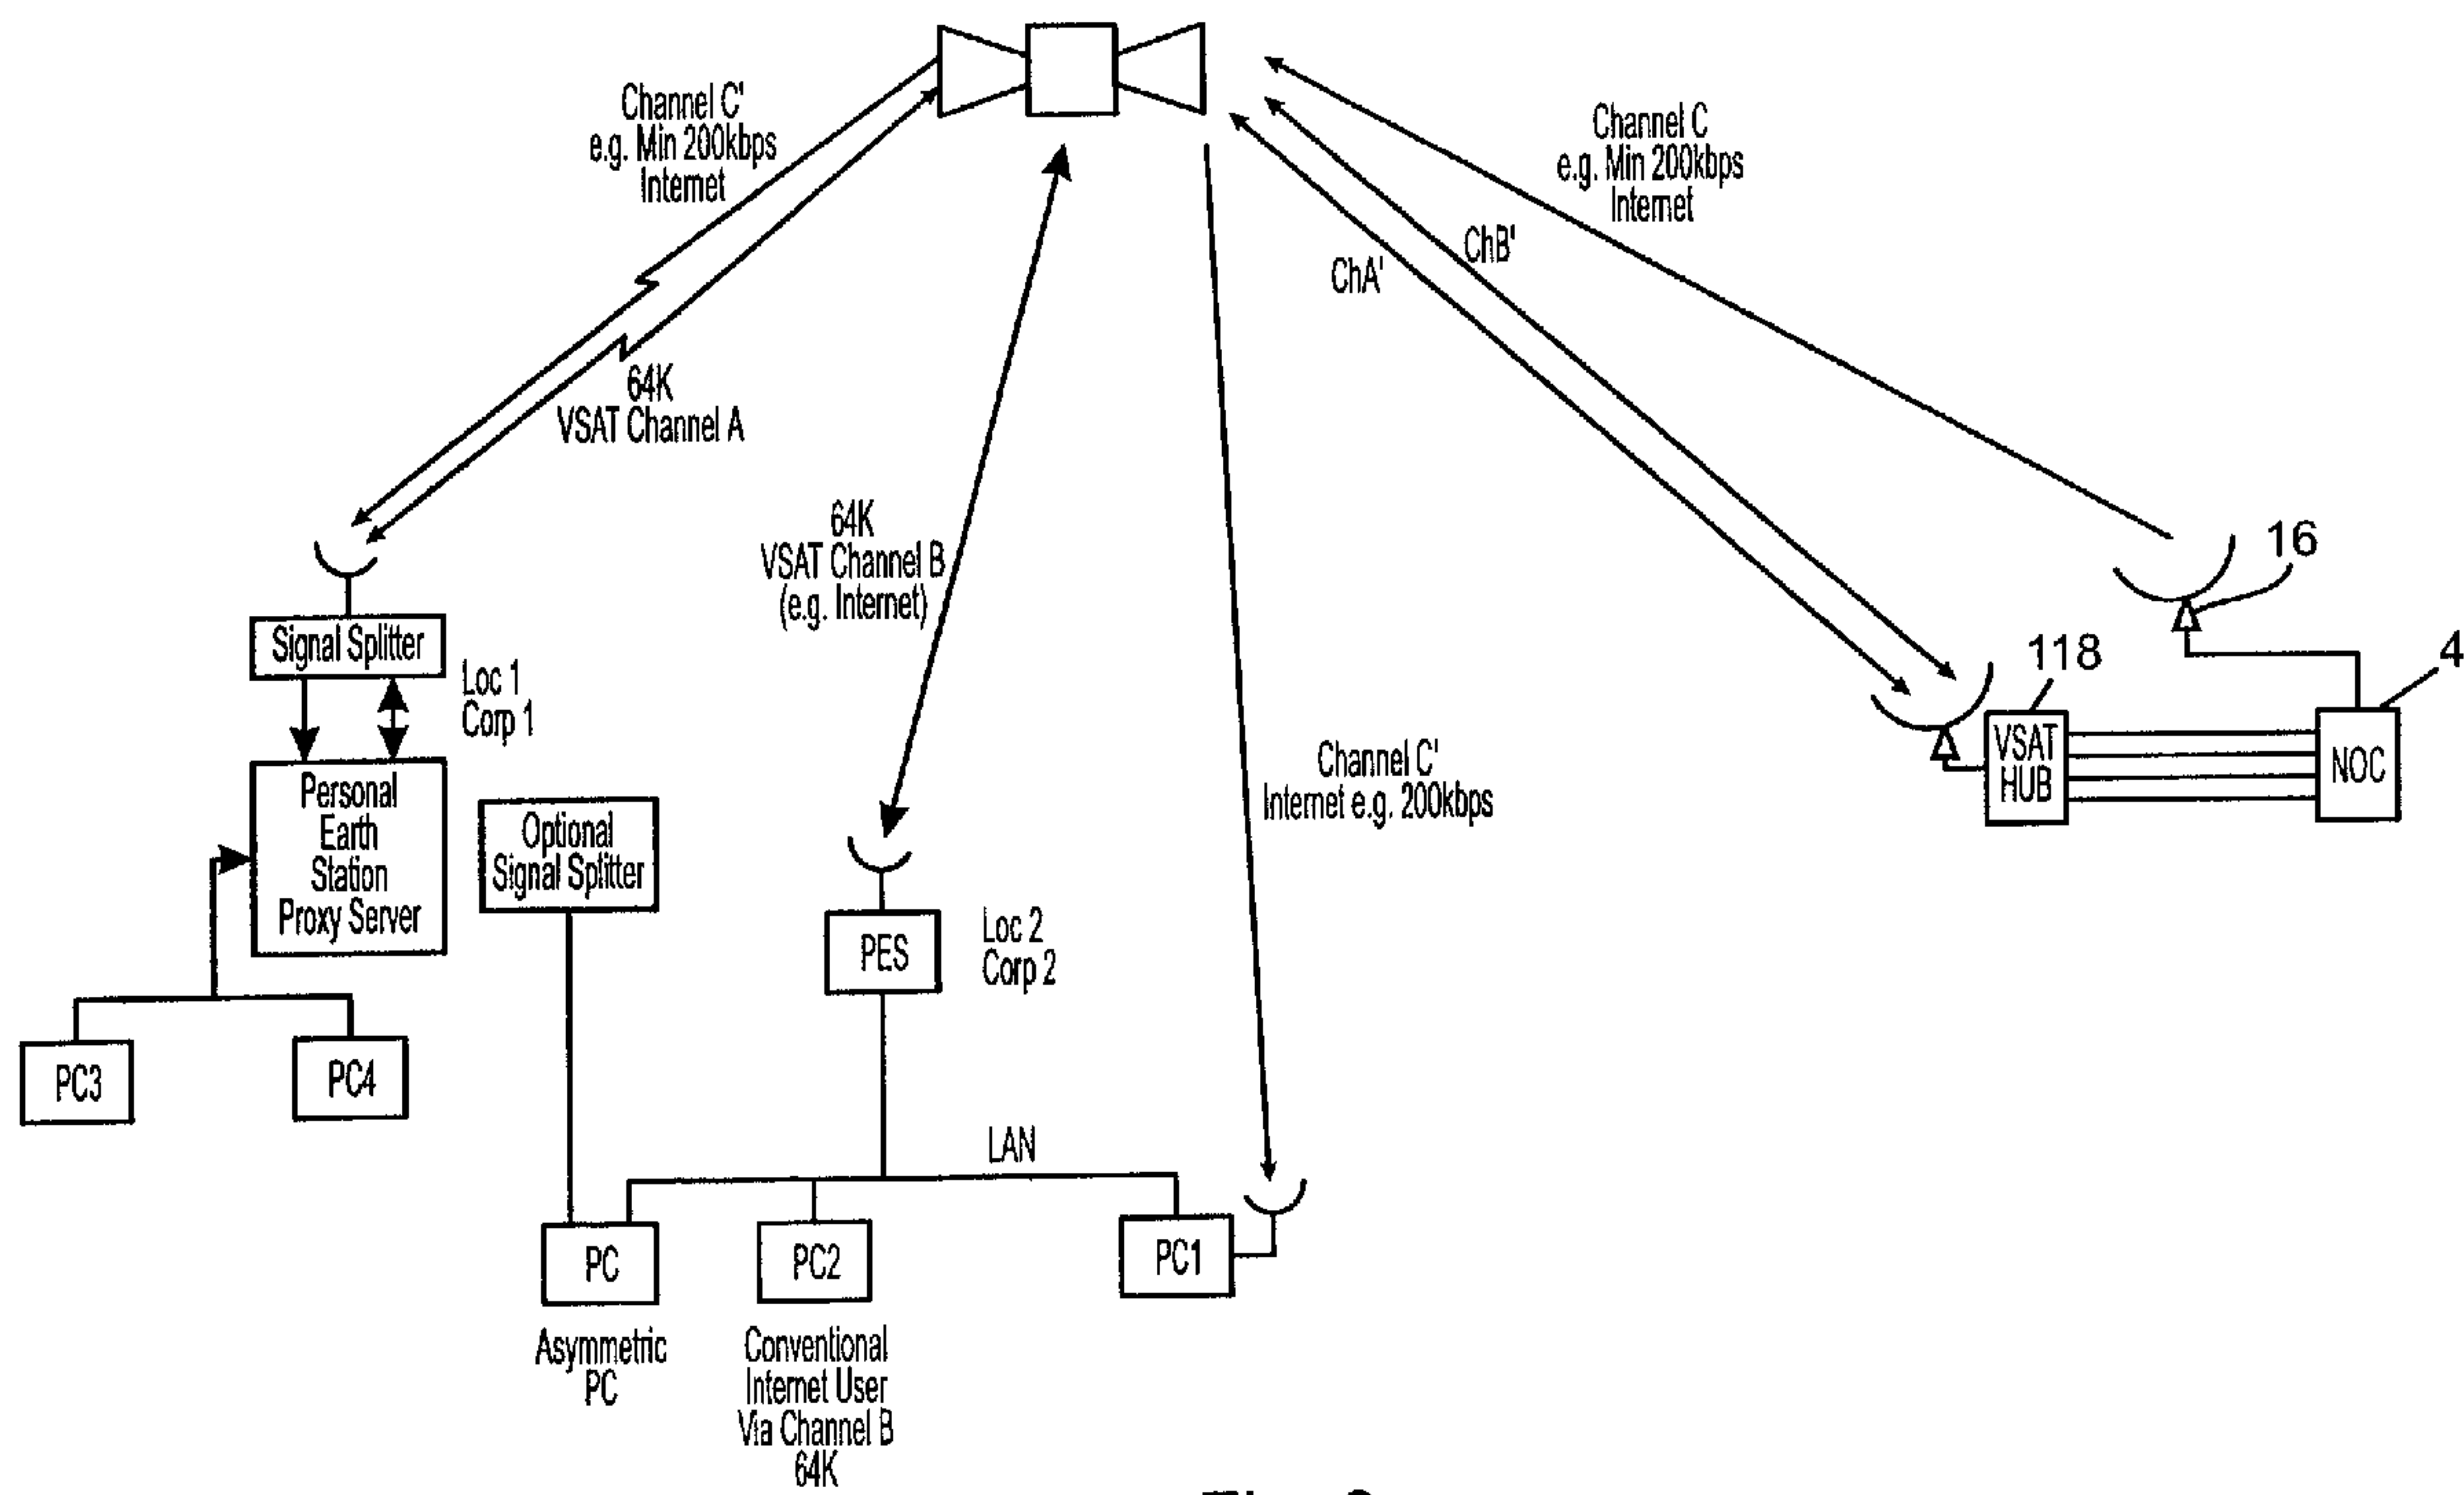 Channel C'
e.g. Min 200kbps
Internet
Channel C
e.g. Min 200kbps
Internet
ChB'
ChA'
64K
VSAT Channel A
64K
VSAT Channel B
(e.g. Internet)
16
118
4
Signal Splitter
Loc 1
Corp 1
VSAT
HUB
NOC
Channel C'
Internet e.g. 200kbps
Personal
Earth
Station
Proxy Server
Optional
Signal Splitter
PES
Loc 2
Corp 2
PC3
PC4
LAN
PC
PC2
PC1
Asymmetric
PC
Conventional
Internet User
Via Channel B
64K